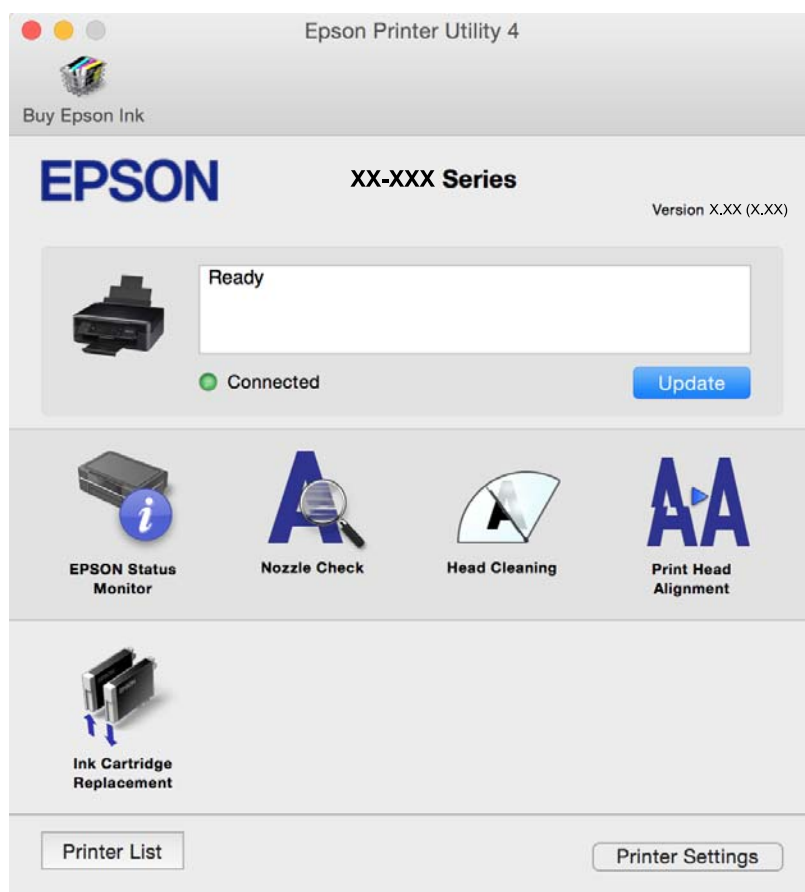 Epson Printer Utility 4
Buy Epson Ink
EPSON
XX-XXX Series
Version X.XX (X.XX)
Ready
Connected
Update
EPSON Status
Monitor
Nozzle Check
Head Cleaning
Print Head
Alignment
Ink Cartridge
Replacement
Printer List
Printer Settings